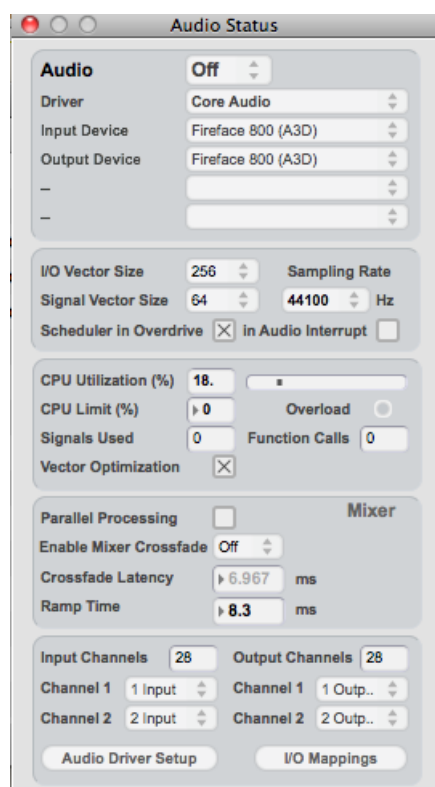 Audio Status
Audio Off
Driver Core Audio
Input Device Fireface 800 (A3D)
Output Device Fireface 800 (A3D)
–
–
I/O Vector Size 256 Sampling Rate
Signal Vector Size 64 44100 Hz
Scheduler in Overdrive in Audio Interrupt
CPU Utilization (%) 18.
CPU Limit (%) 0 Overload
Signals Used 0 Function Calls 0
Vector Optimization
Parallel Processing Mixer
Enable Mixer Crossfade Off
Crossfade Latency 6.967 ms
Ramp Time 8.3 ms
Input Channels 28 Output Channels 28
Channel 1 1 Input Channel 1 1 Outp..
Channel 2 2 Input Channel 2 2 Outp..
Audio Driver Setup I/O Mappings